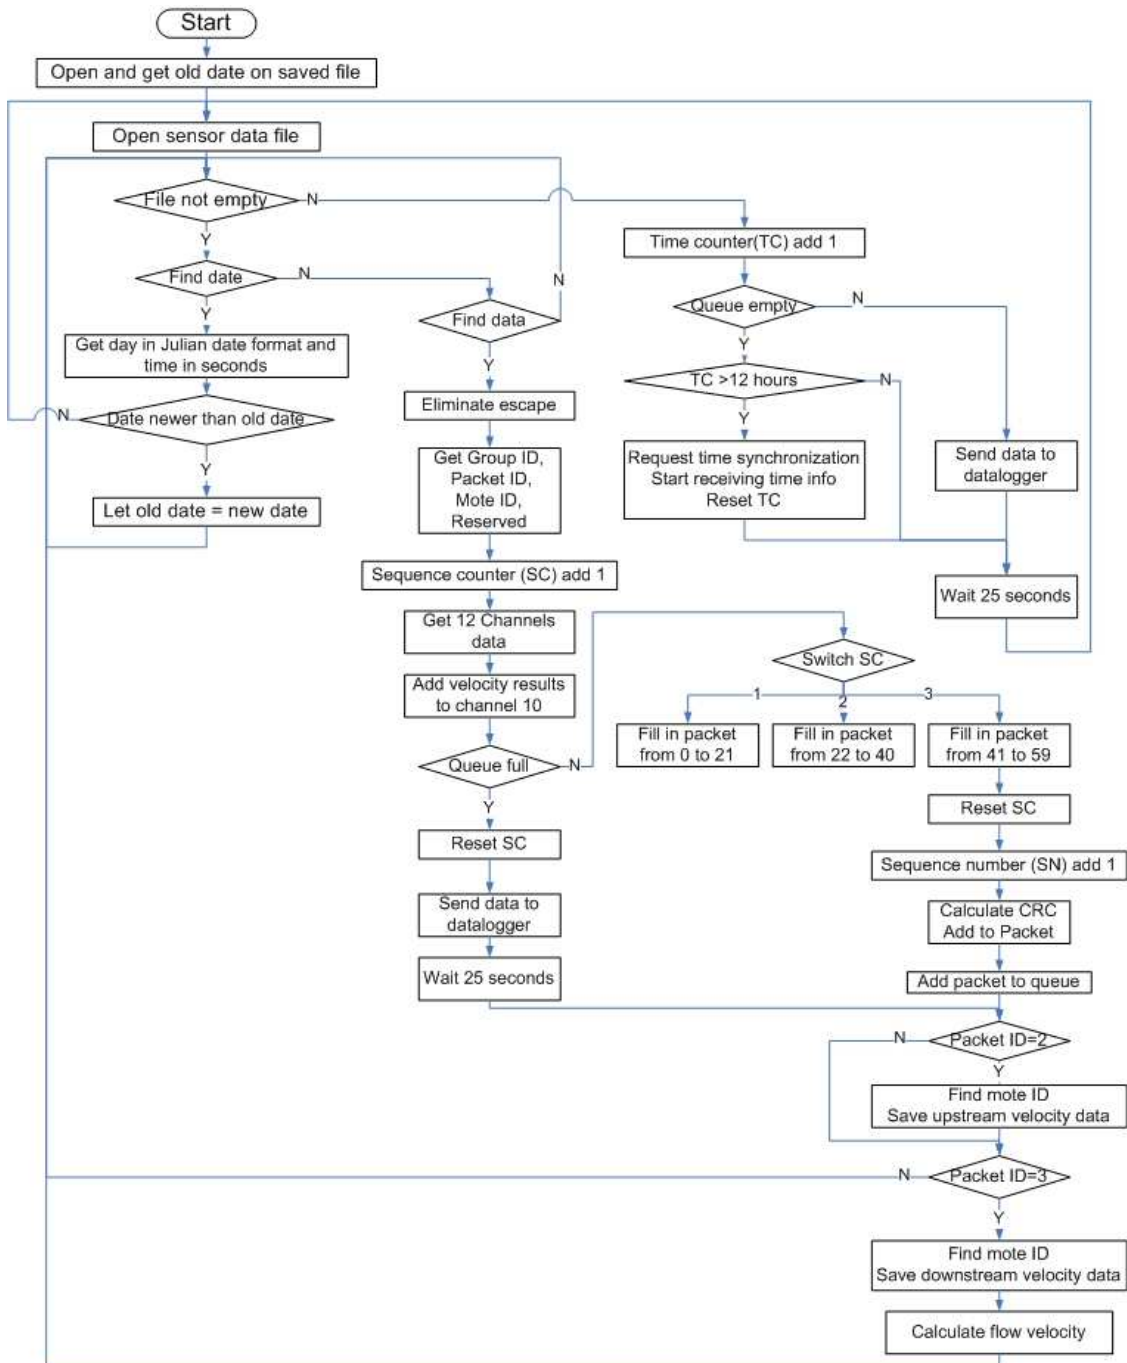 Start
Open and get old date on saved file
Open sensor data file
File not empty
N
Y
Time counter(TC) add 1
Find date
N
N
Y
Find data
Queue empty
N
Y
Get day in Julian date format and
time in seconds
Y
TC >12 hours
N
Y
Eliminate escape
Date newer than old date
N
Y
Get Group ID,
Packet ID,
Mote ID,
Reserved
Request time synchronization
Start receiving time info
Reset TC
Send data to
datalogger
Let old date = new date
Sequence counter (SC) add 1
Wait 25 seconds
Get 12 Channels
data
Switch SC
Add velocity results
to channel 10
1
2
3
Fill in packet
from 0 to 21
Fill in packet
from 22 to 40
Fill in packet
from 41 to 59
Queue full
N
Y
Reset SC
Reset SC
Sequence number (SN) add 1
Send data to
datalogger
Calculate CRC
Add to Packet
Wait 25 seconds
Add packet to queue
Packet ID=2
N
Y
Find mote ID
Save upstream velocity data
Packet ID=3
N
Y
Find mote ID
Save downstream velocity data
Calculate flow velocity